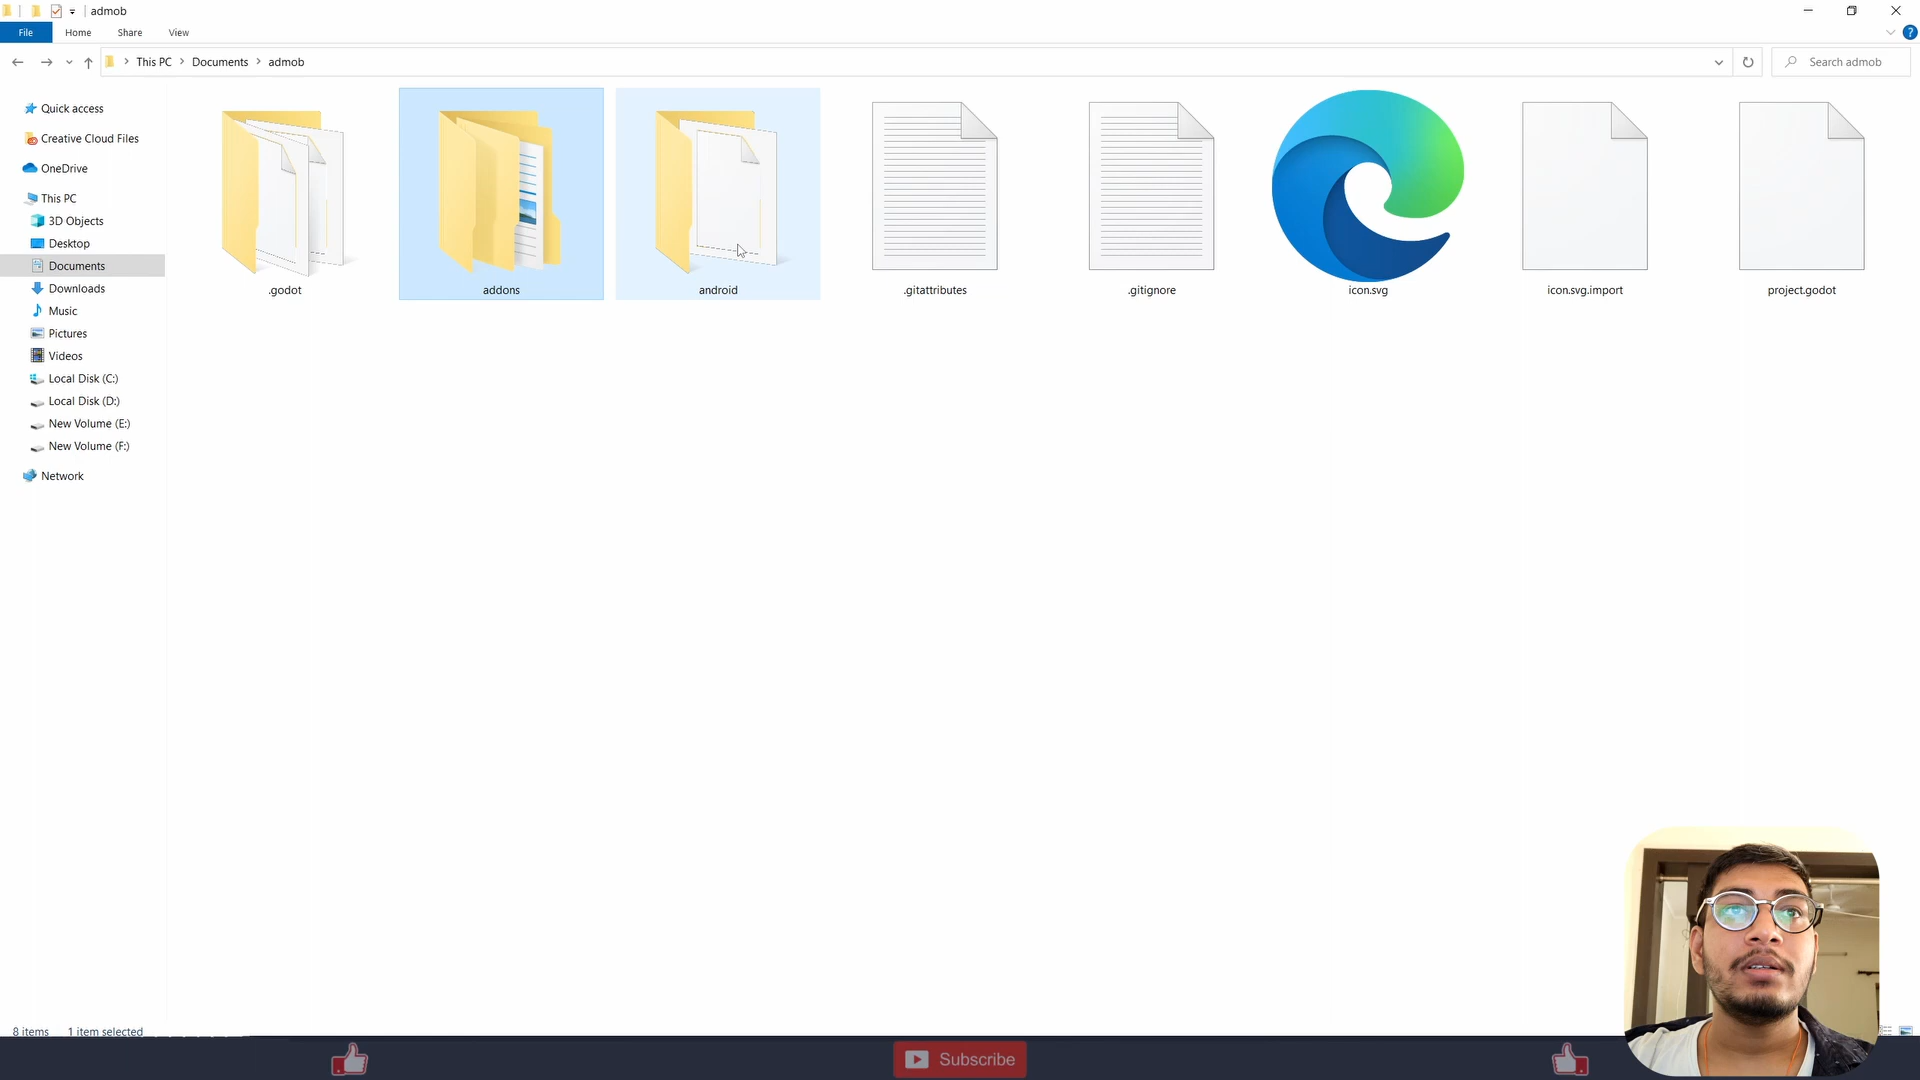 admob
File Home Share View
This PC Documents admob
Search admob
Quick access
Creative Cloud Files
OneDrive
This PC
3D Objects
Desktop
Documents
Downloads
Music
Pictures
Videos
Local Disk (C:)
Local Disk (D:)
New Volume (E:)
New Volume (F:)
Network
.godot
addons
android
.gitattributes
.gitignore
icon.svg
icon.svg.import
project.godot
8 items 1 item selected
Subscribe